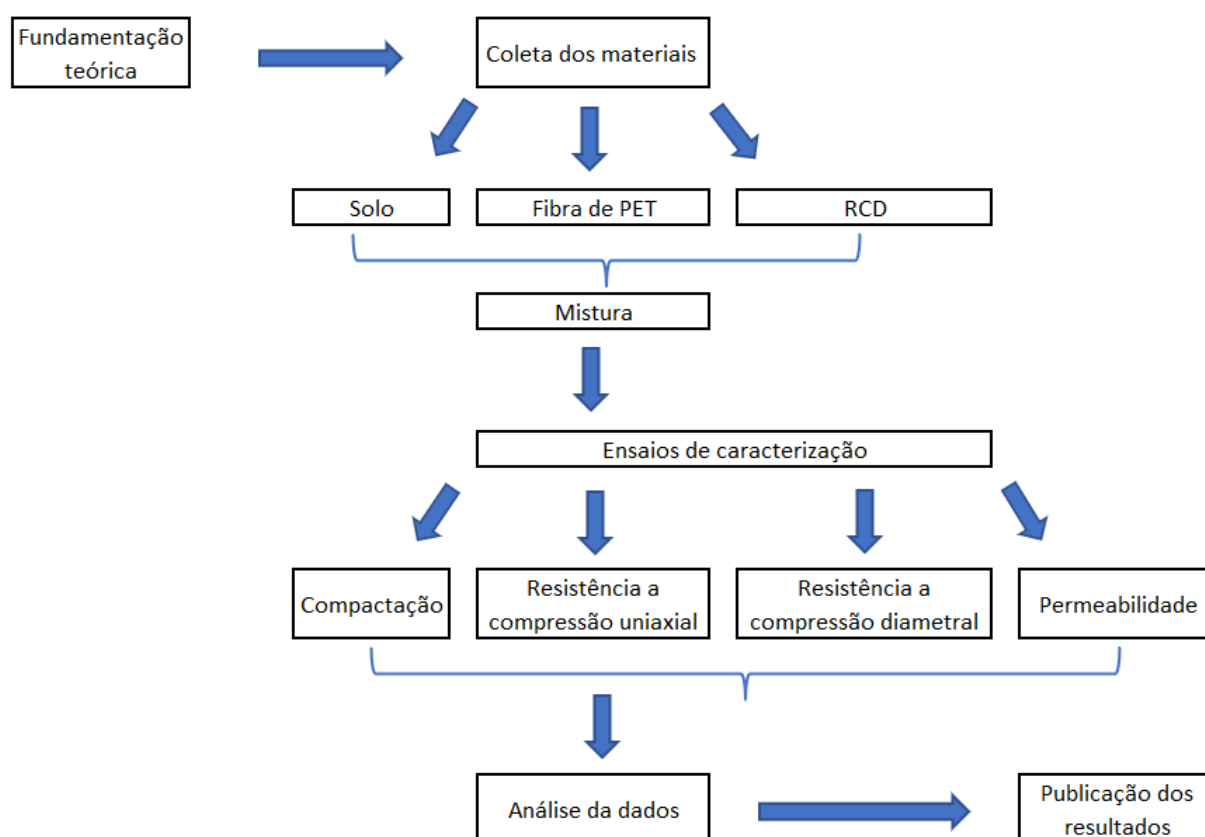 Fundamentação
teórica
Coleta dos materiais
Solo
Fibra de PET
RCD
Mistura
Ensaios de caracterização
Compactação
Resistência a
compressão uniaxial
Resistência a
compressão diametral
Permeabilidade
Análise da dados
Publicação dos
resultados